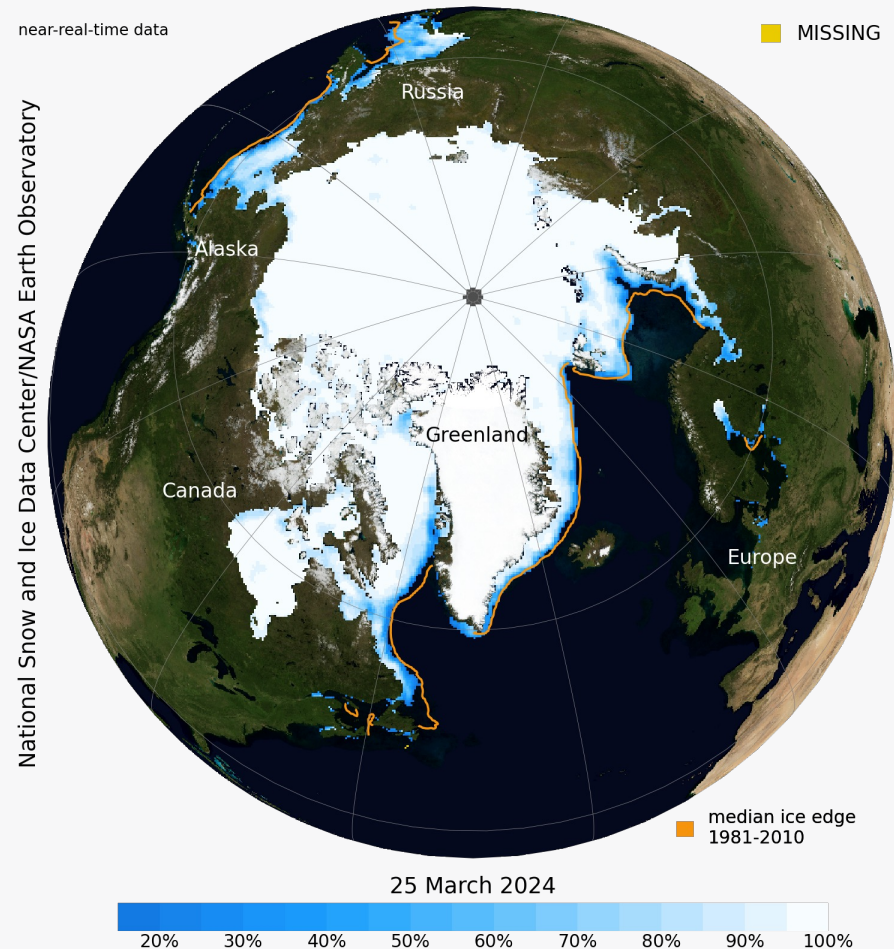 near-real-time data
MISSING
National Snow and Ice Data Center/NASA Earth Observatory
Russia
Alaska
Greenland
Canada
Europe
median ice edge
1981-2010
25 March 2024
20% 30% 40% 50% 60% 70% 80% 90% 100%